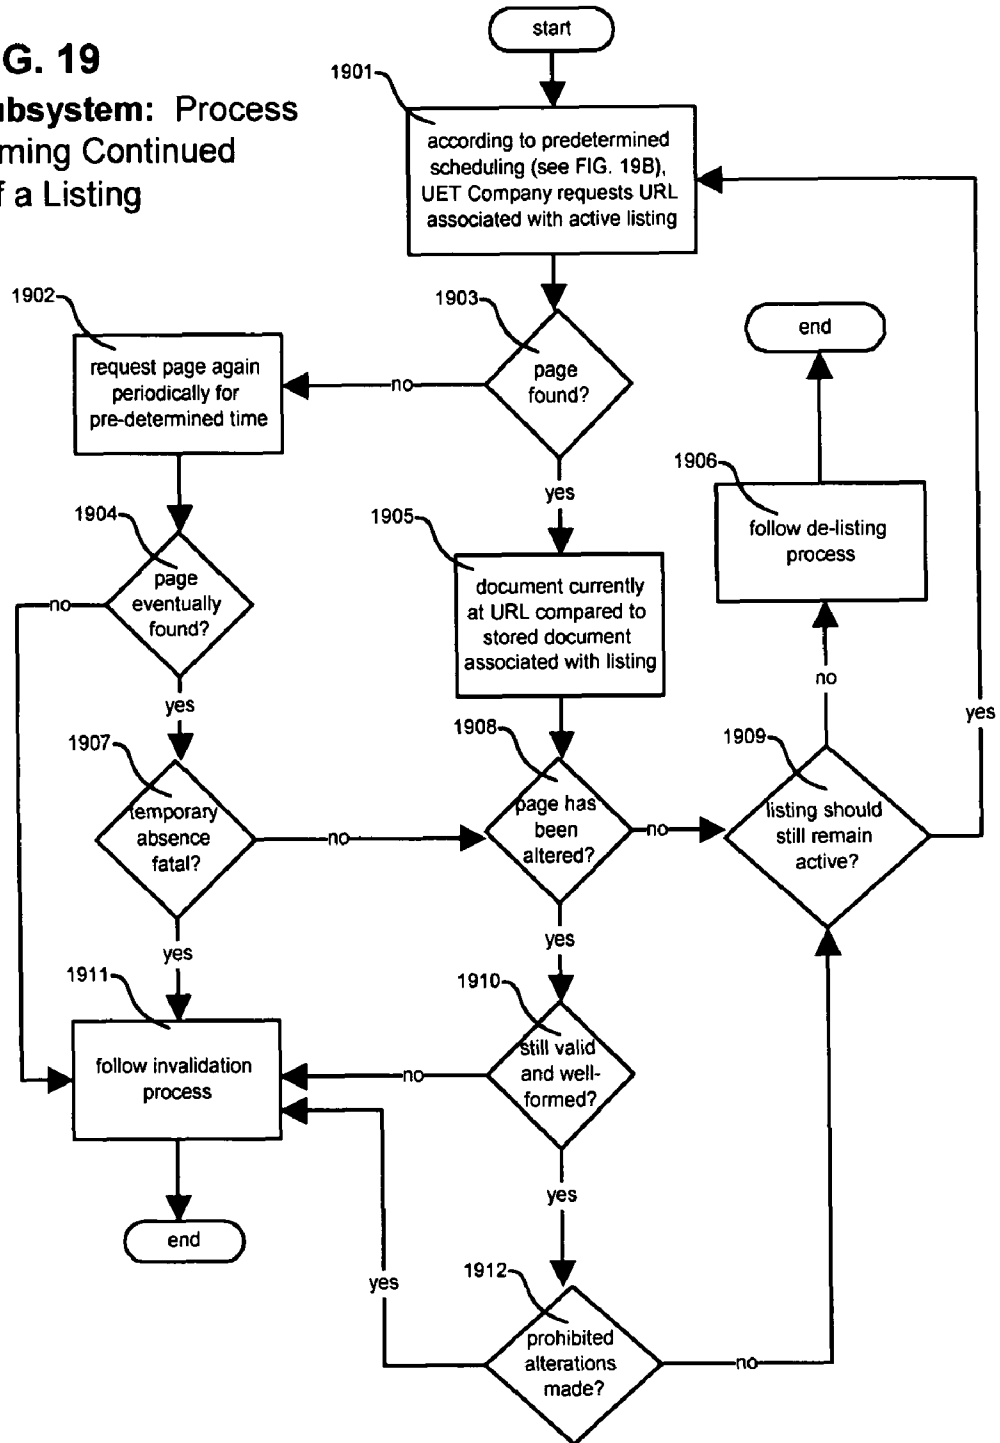 G. 19
ubsystem: Process
ming Continued
f a Listing
start
1901
according to predetermined
scheduling (see FIG. 19B),
UET Company requests URL
associated with active listing
1902
request page again
periodically for
pre-determined time
1903
page
found?
no
yes
end
1904
page
eventually
found?
no
yes
1905
document currently
at URL compared to
stored document
associated with listing
1906
follow de-listing
process
no
yes
1907
temporary
absence
fatal?
no
yes
1908
page has
been
altered?
no
yes
1909
listing should
still remain
active?
1911
follow invalidation
process
1910
still valid
and well-
formed?
no
yes
end
yes
1912
prohibited
alterations
made?
no